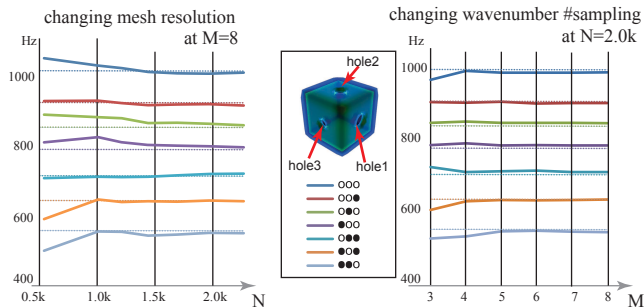 changing mesh resolution
at M=8
Hz
1000
800
600
400
0.5k 1.0k 1.5k 2.0k N
hole2
hole3 hole1
changing wavenumber #sampling
at N=2.0k
Hz
1000
800
600
400
3 4 5 6 7 8 M